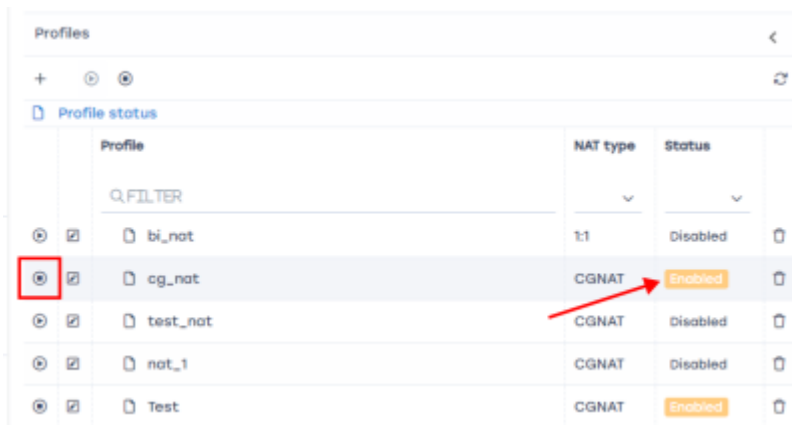 Profiles
Profile status
Profile NAT type Status
FILTER
bi_nat 1:1 Disabled
cg_nat CGNAT Enabled
test_nat CGNAT Disabled
nat_1 CGNAT Disabled
Test CGNAT Enabled